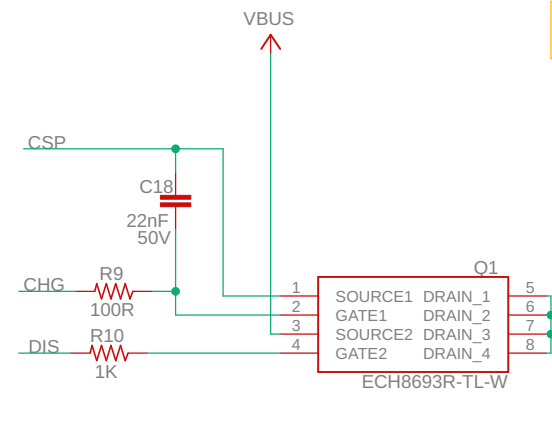 VBUS
CSP
C18
22nF
50V
Q1
CHG
R9
100R
DIS
R10
1K
1 SOURCE1 DRAIN_1 5
2 GATE1 DRAIN_2 6
3 SOURCE2 DRAIN_3 7
4 GATE2 DRAIN_4 8
ECH8693R-TL-W